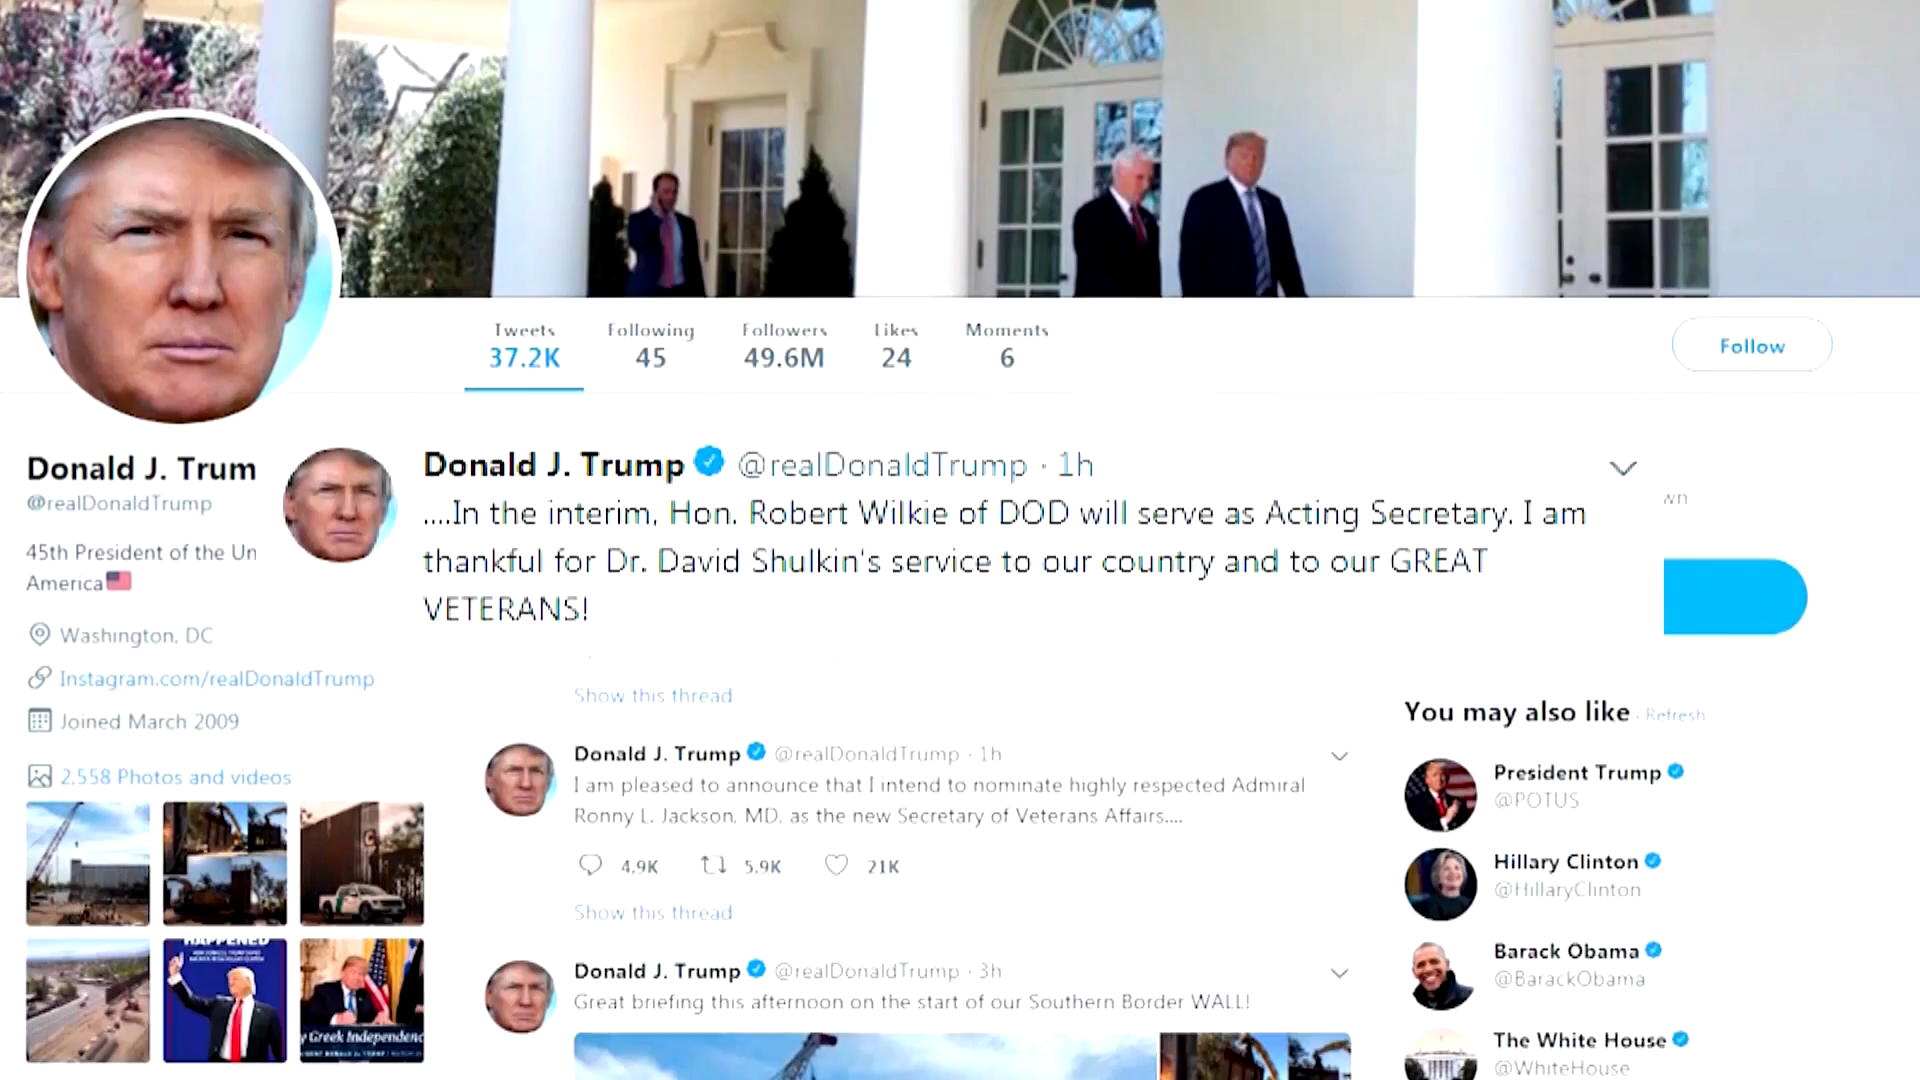 Tweets
37.2K
Following
45
Followers
49.6M
Likes
24
Moments
6
Follow
Donald J. Trum
@realDonaldTrump
45th President of the Un
America
Washington, DC
Instagram.com/realDonaldTrump
Joined March 2009
2,558 Photos and videos
HAPPENED
y Greek Independenc
Donald J. Trump @realDonaldTrump · 1h
....In the interim, Hon. Robert Wilkie of DOD will serve as Acting Secretary. I am
thankful for Dr. David Shulkin's service to our country and to our GREAT
VETERANS!
wn
Show this thread
Donald J. Trump @realDonaldTrump · 1h
I am pleased to announce that I intend to nominate highly respected Admiral
Ronny L. Jackson, MD, as the new Secretary of Veterans Affairs....
4.9K 5.9K 21K
Show this thread
Donald J. Trump @realDonaldTrump · 3h
Great briefing this afternoon on the start of our Southern Border WALL!
You may also like · Refresh
President Trump
@POTUS
Hillary Clinton
@HillaryClinton
Barack Obama
@BarackObama
The White House
@WhiteHouse